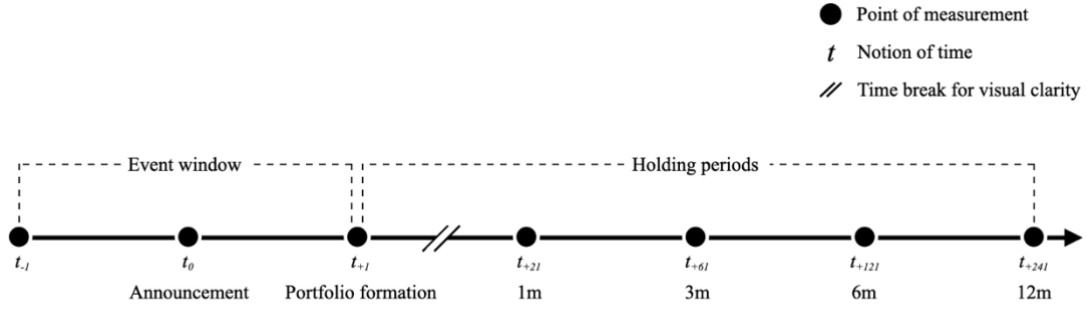 Point of measurement
t Notion of time
Time break for visual clarity
Event window Holding periods
t-1 t0 t+1 t+21 t+61 t+121 t+241
Announcement Portfolio formation 1m 3m 6m 12m